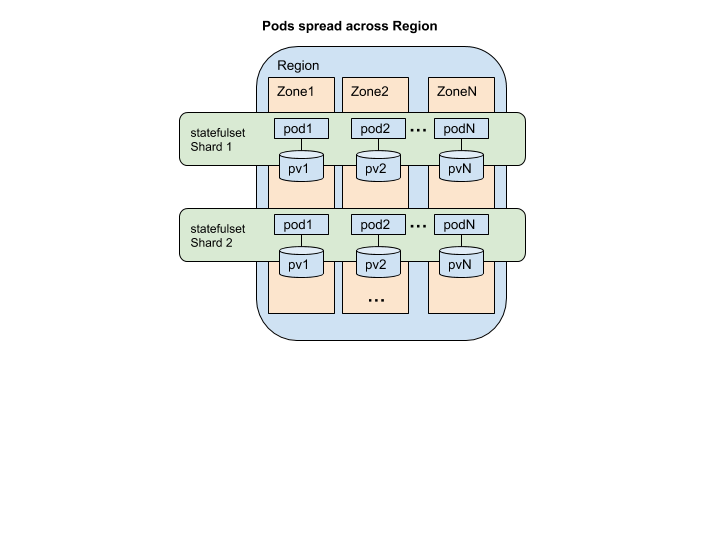 Pods spread across Region
Region
Zone1 Zone2 ZoneN
statefulset
Shard 1
pod1 pod2 ... podN
pv1 pv2 pvN
statefulset
Shard 2
pod1 pod2 ... podN
pv1 pv2 pvN
...